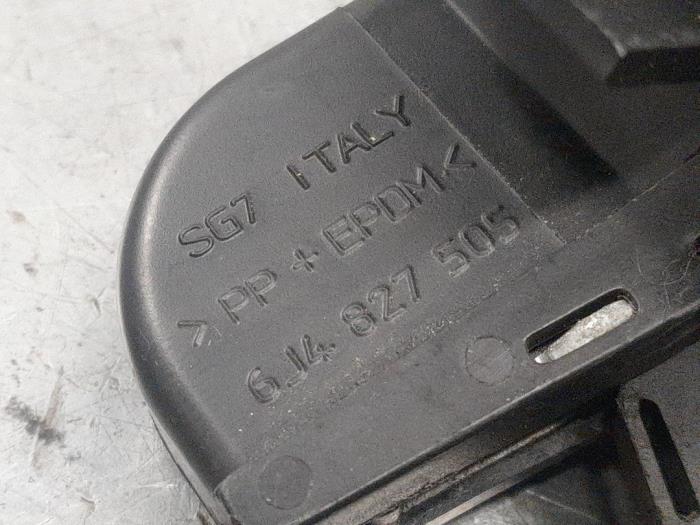 SG7 ITALY
>PP + EPDM<
6J4 827 505